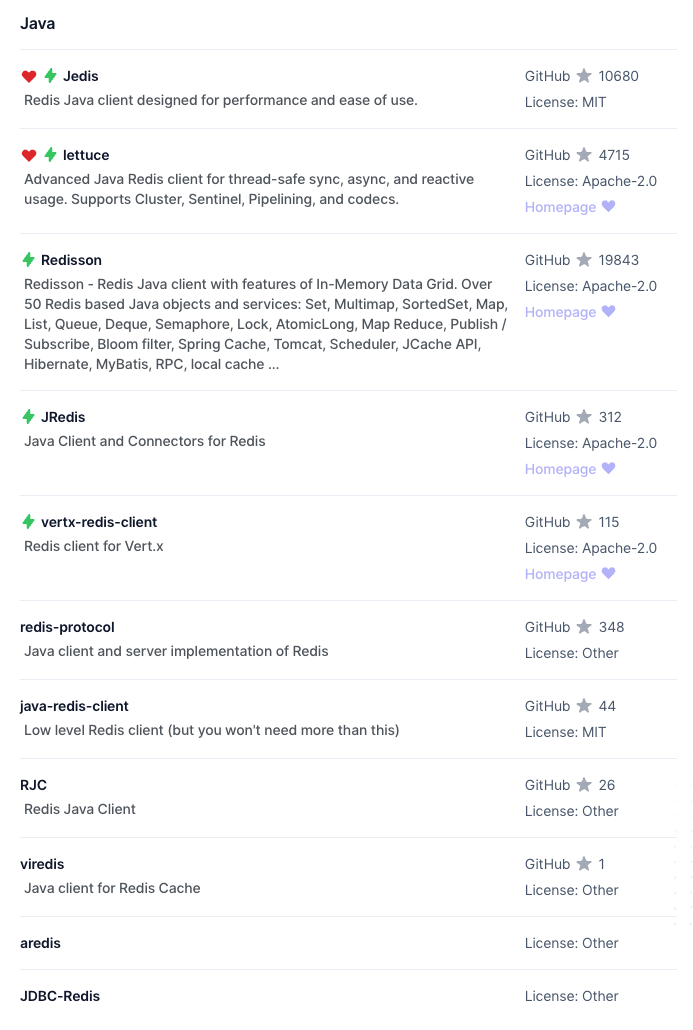 Java
Jedis
GitHub 10680
Redis Java client designed for performance and ease of use.
License: MIT
lettuce
GitHub 4715
Advanced Java Redis client for thread-safe sync, async, and reactive
License: Apache-2.0
usage. Supports Cluster, Sentinel, Pipelining, and codecs.
Homepage
Redisson
GitHub 19843
Redisson - Redis Java client with features of In-Memory Data Grid. Over
License: Apache-2.0
50 Redis based Java objects and services: Set, Multimap, SortedSet, Map,
Homepage
List, Queue, Deque, Semaphore, Lock, AtomicLong, Map Reduce, Publish /
Subscribe, Bloom filter, Spring Cache, Tomcat, Scheduler, JCache API,
Hibernate, MyBatis, RPC, local cache ...
JRedis
GitHub 312
Java Client and Connectors for Redis
License: Apache-2.0
Homepage
vertx-redis-client
GitHub 115
Redis client for Vert.x
License: Apache-2.0
Homepage
redis-protocol
GitHub 348
Java client and server implementation of Redis
License: Other
java-redis-client
GitHub 44
Low level Redis client (but you won't need more than this)
License: MIT
RJC
GitHub 26
Redis Java Client
License: Other
viredis
GitHub 1
Java client for Redis Cache
License: Other
aredis
License: Other
JDBC-Redis
License: Other